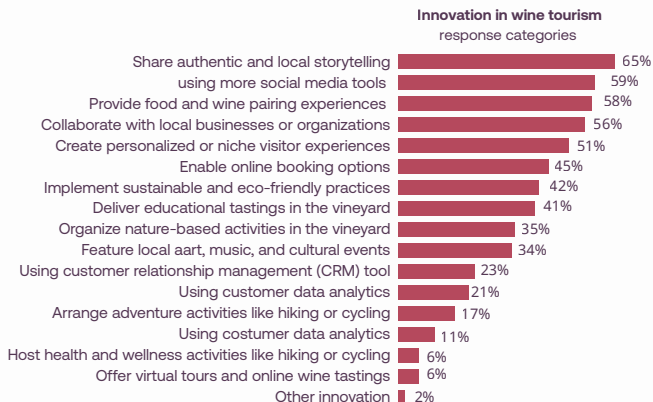 Innovation in wine tourism
response categories
Share authentic and local storytelling 65%
using more social media tools 59%
Provide food and wine pairing experiences 58%
Collaborate with local businesses or organizations 56%
Create personalized or niche visitor experiences 51%
Enable online booking options 45%
Implement sustainable and eco-friendly practices 42%
Deliver educational tastings in the vineyard 41%
Organize nature-based activities in the vineyard 35%
Feature local aart, music, and cultural events 34%
Using customer relationship management (CRM) tool 23%
Using customer data analytics 21%
Arrange adventure activities like hiking or cycling 17%
Using costumer data analytics 11%
Host health and wellness activities like hiking or cycling 6%
Offer virtual tours and online wine tastings 6%
Other innovation 2%